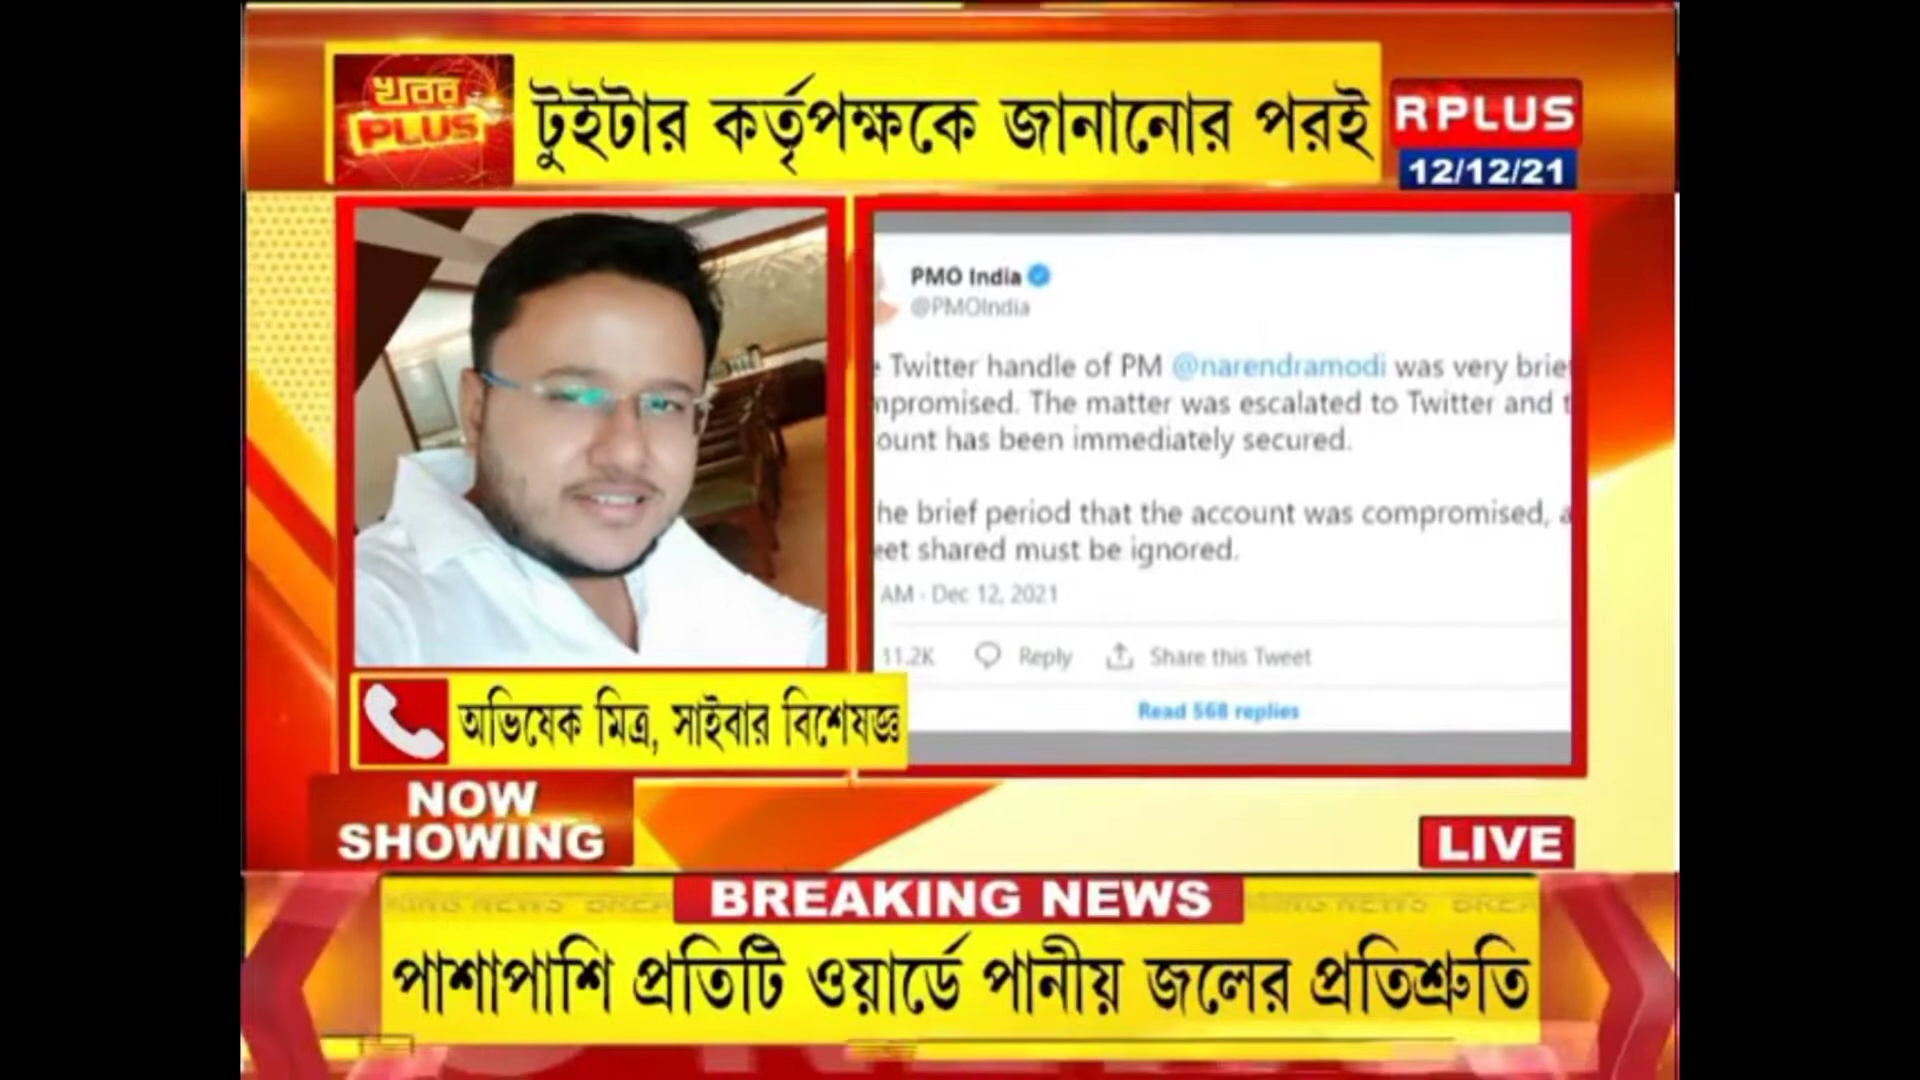 খবর
PLUS
টুইটার কর্তৃপক্ষকে জানানোর পরই
RPLUS
12/12/21
PMO India
@PMOIndia
Twitter handle of PM @narendramodi was very brief
mpromised. The matter was escalated to Twitter and t
ount has been immediately secured.
he brief period that the account was compromised, a
eet shared must be ignored.
AM · Dec 12, 2021
11.2K Reply Share this Tweet
Read 568 replies
অভিষেক মিত্র, সাইবার বিশেষজ্ঞ
NOW
SHOWING
LIVE
BREAKING NEWS
পাশাপাশি প্রতিটি ওয়ার্ডে পানীয় জলের প্রতিশ্রুতি